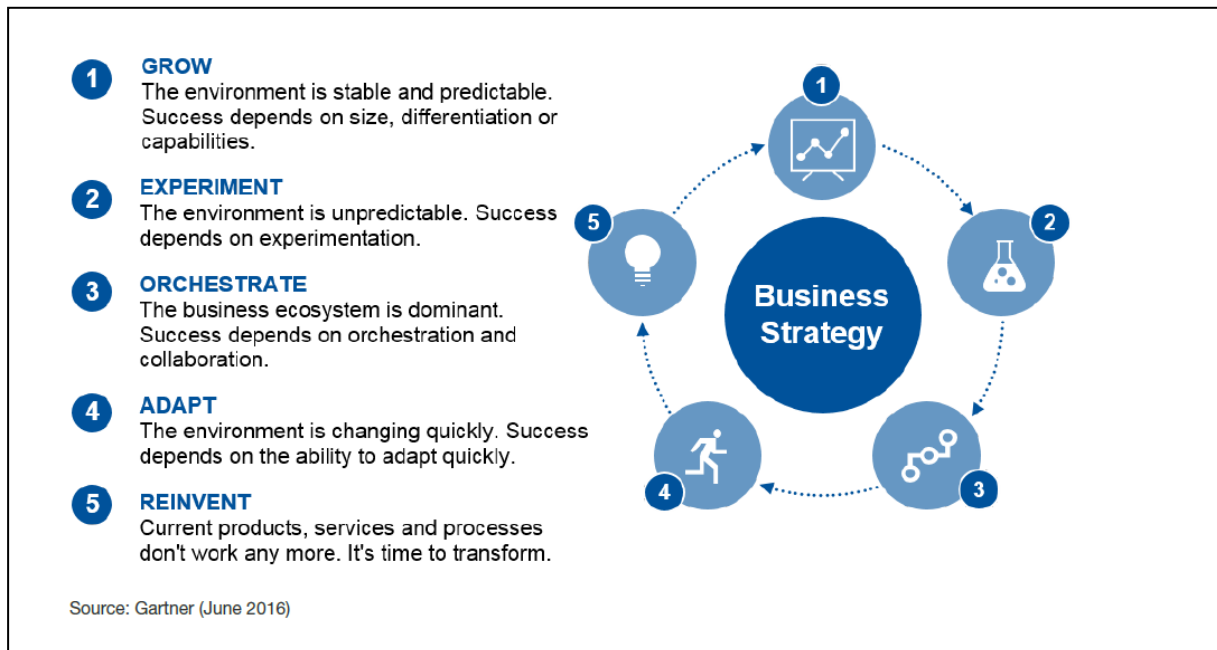 1
GROW
The environment is stable and predictable.
Success depends on size, differentiation or
capabilities.
2
EXPERIMENT
The environment is unpredictable. Success
depends on experimentation.
3
ORCHESTRATE
The business ecosystem is dominant.
Success depends on orchestration and
collaboration.
4
ADAPT
The environment is changing quickly. Success
depends on the ability to adapt quickly.
5
REINVENT
Current products, services and processes
don't work any more. It's time to transform.
Source: Gartner (June 2016)
1
2
3
4
5
Business
Strategy